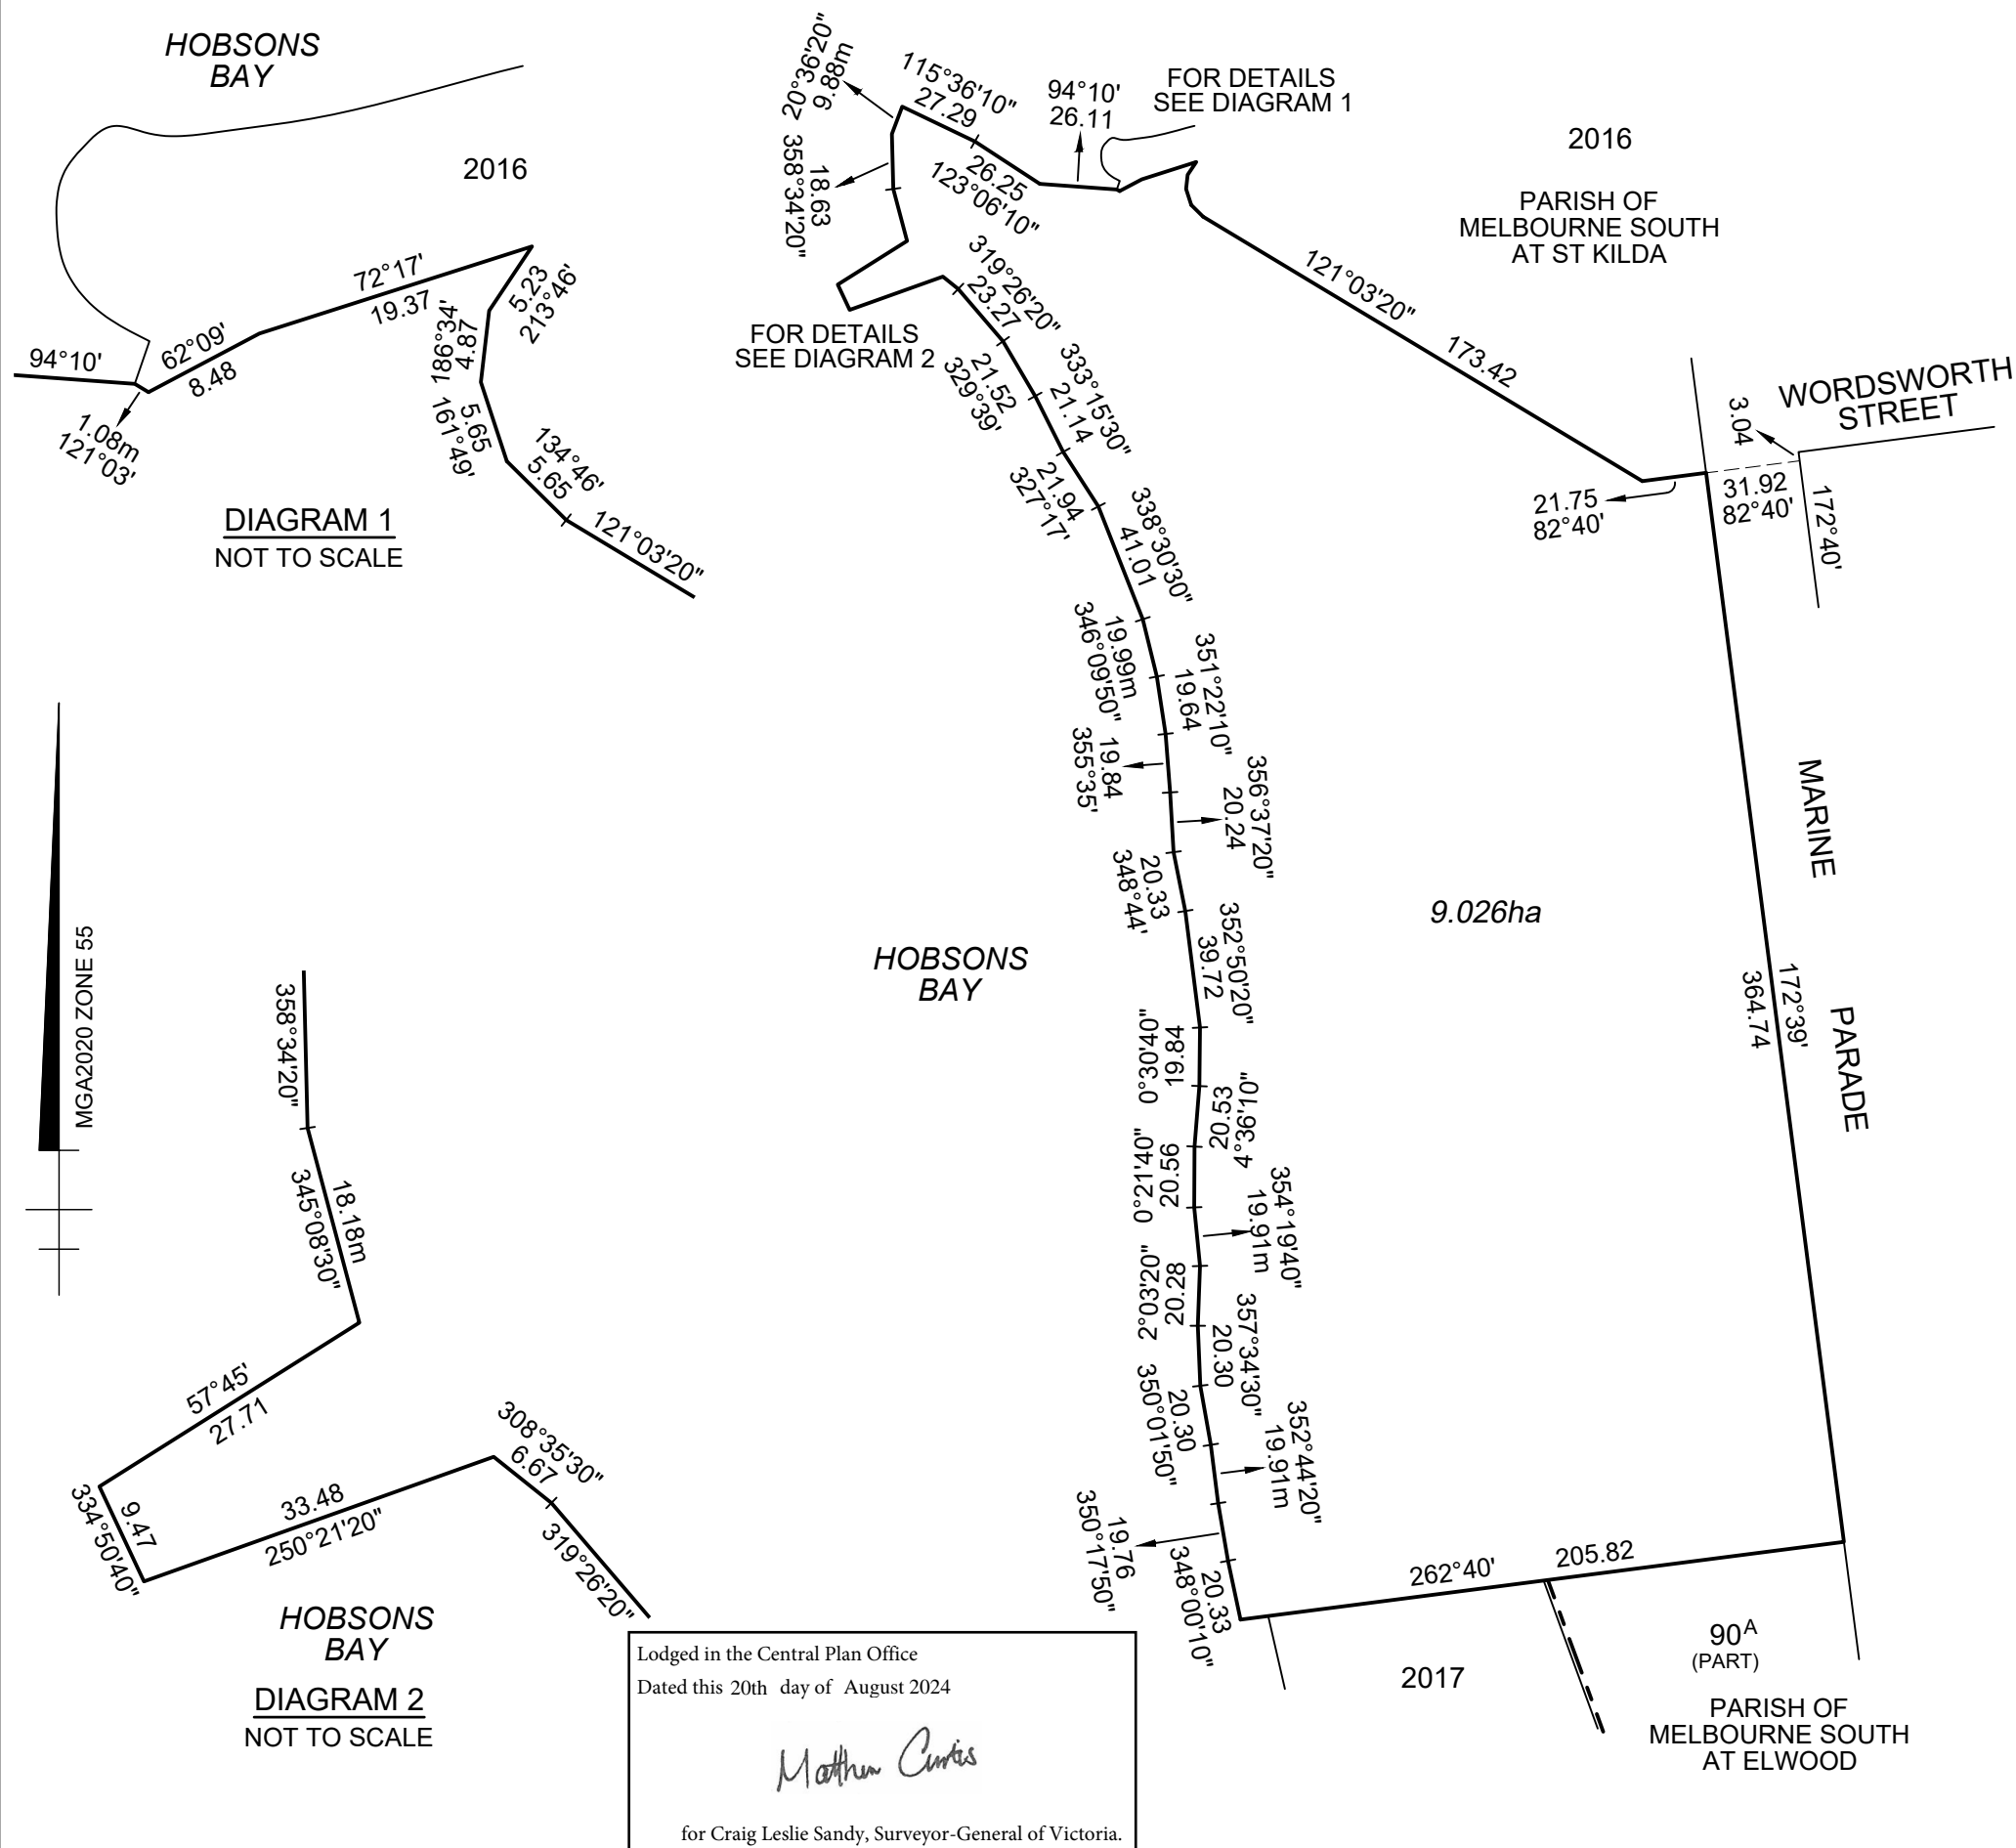 HOBSONS
BAY
2016
72°17'
19.37
5.23
213°46'
186°34'
4.87
62°09'
8.48
94°10'
1.08m
121°03'
5.65
161°49'
134°46'
5.65
121°03'20"
DIAGRAM 1
NOT TO SCALE
20°36'20"
9.88m
115°36'10"
27.29
94°10'
26.11
FOR DETAILS
SEE DIAGRAM 1
18.63
358°34'20"
26.25
123°06'10"
2016
PARISH OF
MELBOURNE SOUTH
AT ST KILDA
FOR DETAILS
SEE DIAGRAM 2
319°26'20"
23.27
21.52
329°39'
333°15'30"
21.14
21.94
327°17'
338°30'30"
41.01
19.99m
346°09'50"
351°22'10"
19.64
19.84
355°35'
356°37'20"
20.24
20.33
348°44'
352°50'20"
39.72
0°30'40"
19.84
20.53
4°36'10"
0°21'40"
20.56
354°19'40"
19.91m
2°03'20"
20.28
357°34'30"
20.30
20.30
350°01'50"
352°44'20"
19.91m
19.76
350°17'50"
20.33
348°00'10"
121°03'20"
173.42
WORDSWORTH
STREET
3.04
21.75
82°40'
31.92
82°40'
172°40'
MARINE
PARADE
172°39'
364.74
9.026ha
HOBSONS
BAY
262°40'
205.82
2017
90A
(PART)
PARISH OF
MELBOURNE SOUTH
AT ELWOOD
MGA2020 ZONE 55
358°34'20"
18.18m
345°08'30"
57°45'
27.71
9.47
334°50'40"
33.48
250°21'20"
308°35'30"
6.67
319°26'20"
HOBSONS
BAY
DIAGRAM 2
NOT TO SCALE
Lodged in the Central Plan Office
Dated this 20th day of August 2024
Matthew Curtis
for Craig Leslie Sandy, Surveyor-General of Victoria.